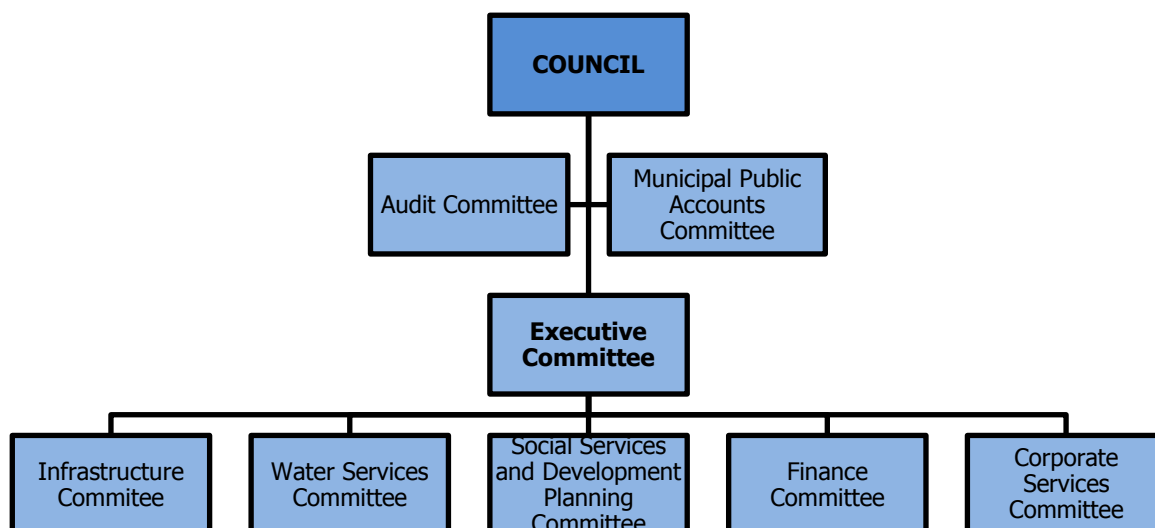 COUNCIL
Audit Committee
Municipal Public
Accounts
Committee
Executive
Committee
Infrastructure
Commitee
Water Services
Committee
Social Services
and Development
Planning
Committee
Finance
Committee
Corporate
Services
Committee